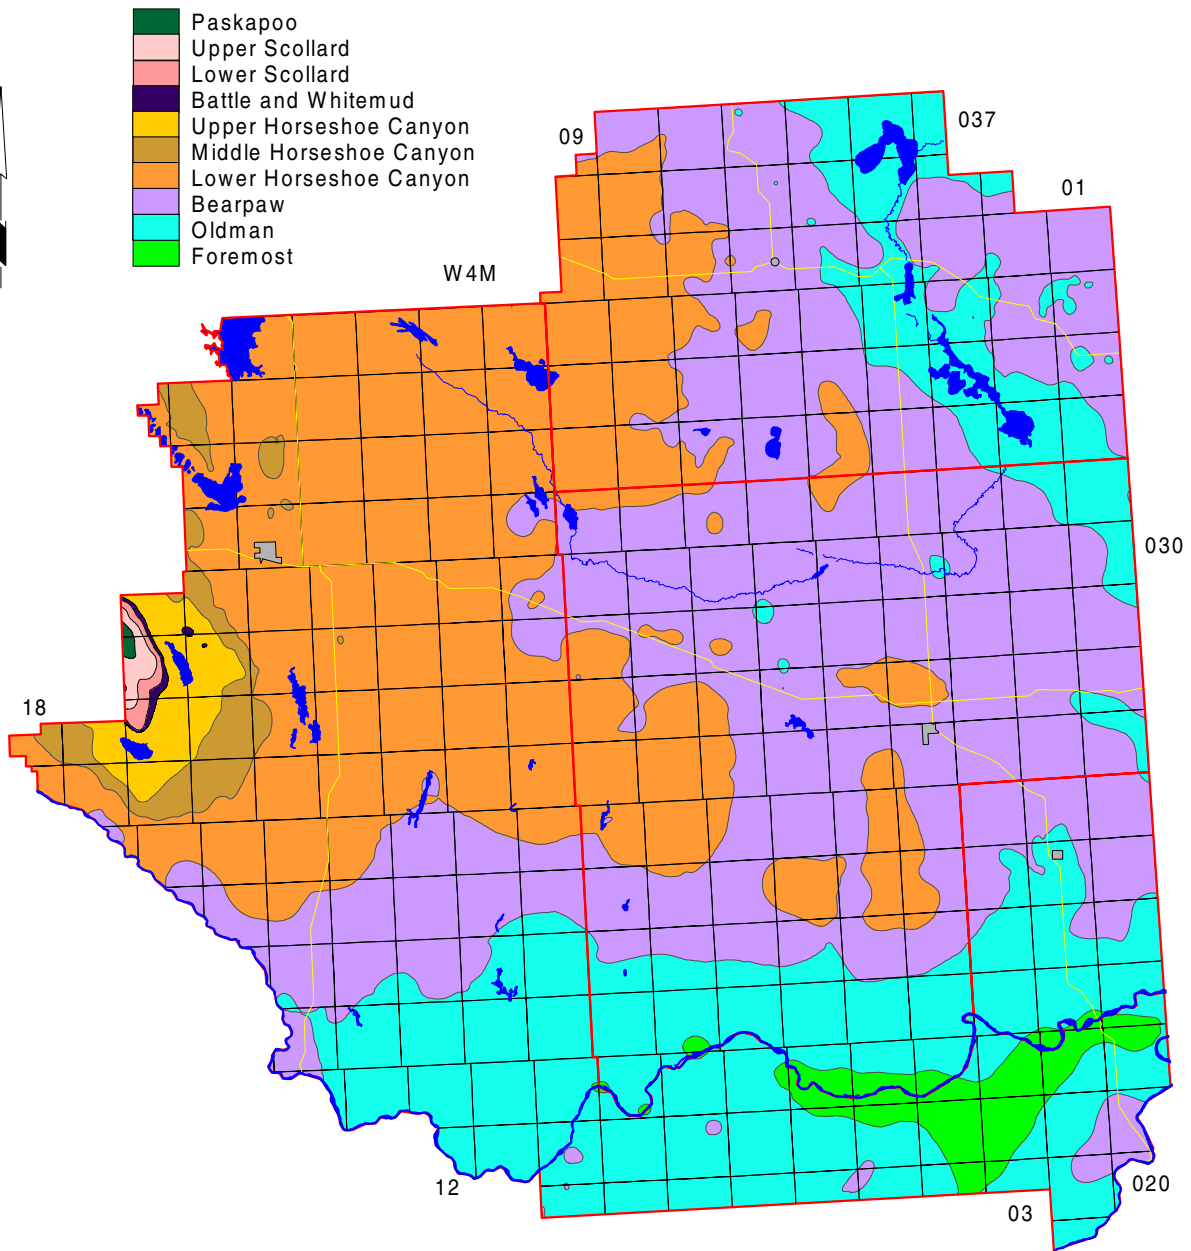 Paskapoo
Upper Scollard
Lower Scollard
Battle and Whitemud
Upper Horseshoe Canyon
Middle Horseshoe Canyon
Lower Horseshoe Canyon
Bearpaw
Oldman
Foremost
09
037
01
W4M
030
18
12
03
020